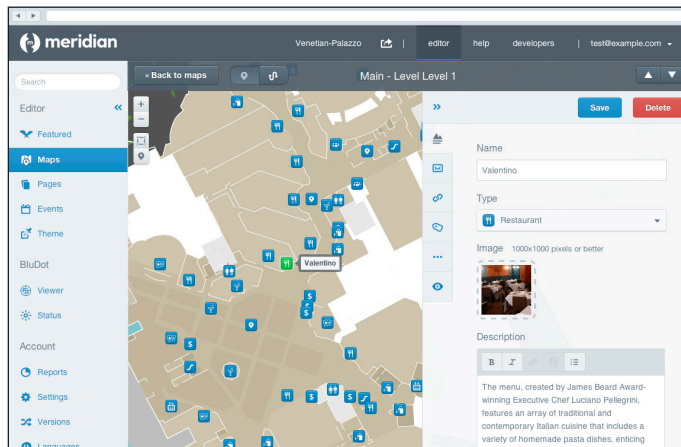 meridian
Venetian-Palazzo | editor help developers | test@example.com
Search
« Back to maps
Main - Level Level 1
Editor
Featured
Maps
Pages
Events
Theme
BluDot
Viewer
Status
Account
Reports
Settings
Versions
Languages
Valentino
$
$
$
$
$
Save Delete
Name
Valentino
Type
Restaurant
Image 1000x1000 pixels or better
Description
B I
The menu, created by James Beard Award-
winning Executive Chef Luciano Pellegrini,
features an array of traditional and
contemporary Italian cuisine that includes a
variety of homemade pasta dishes, enticing